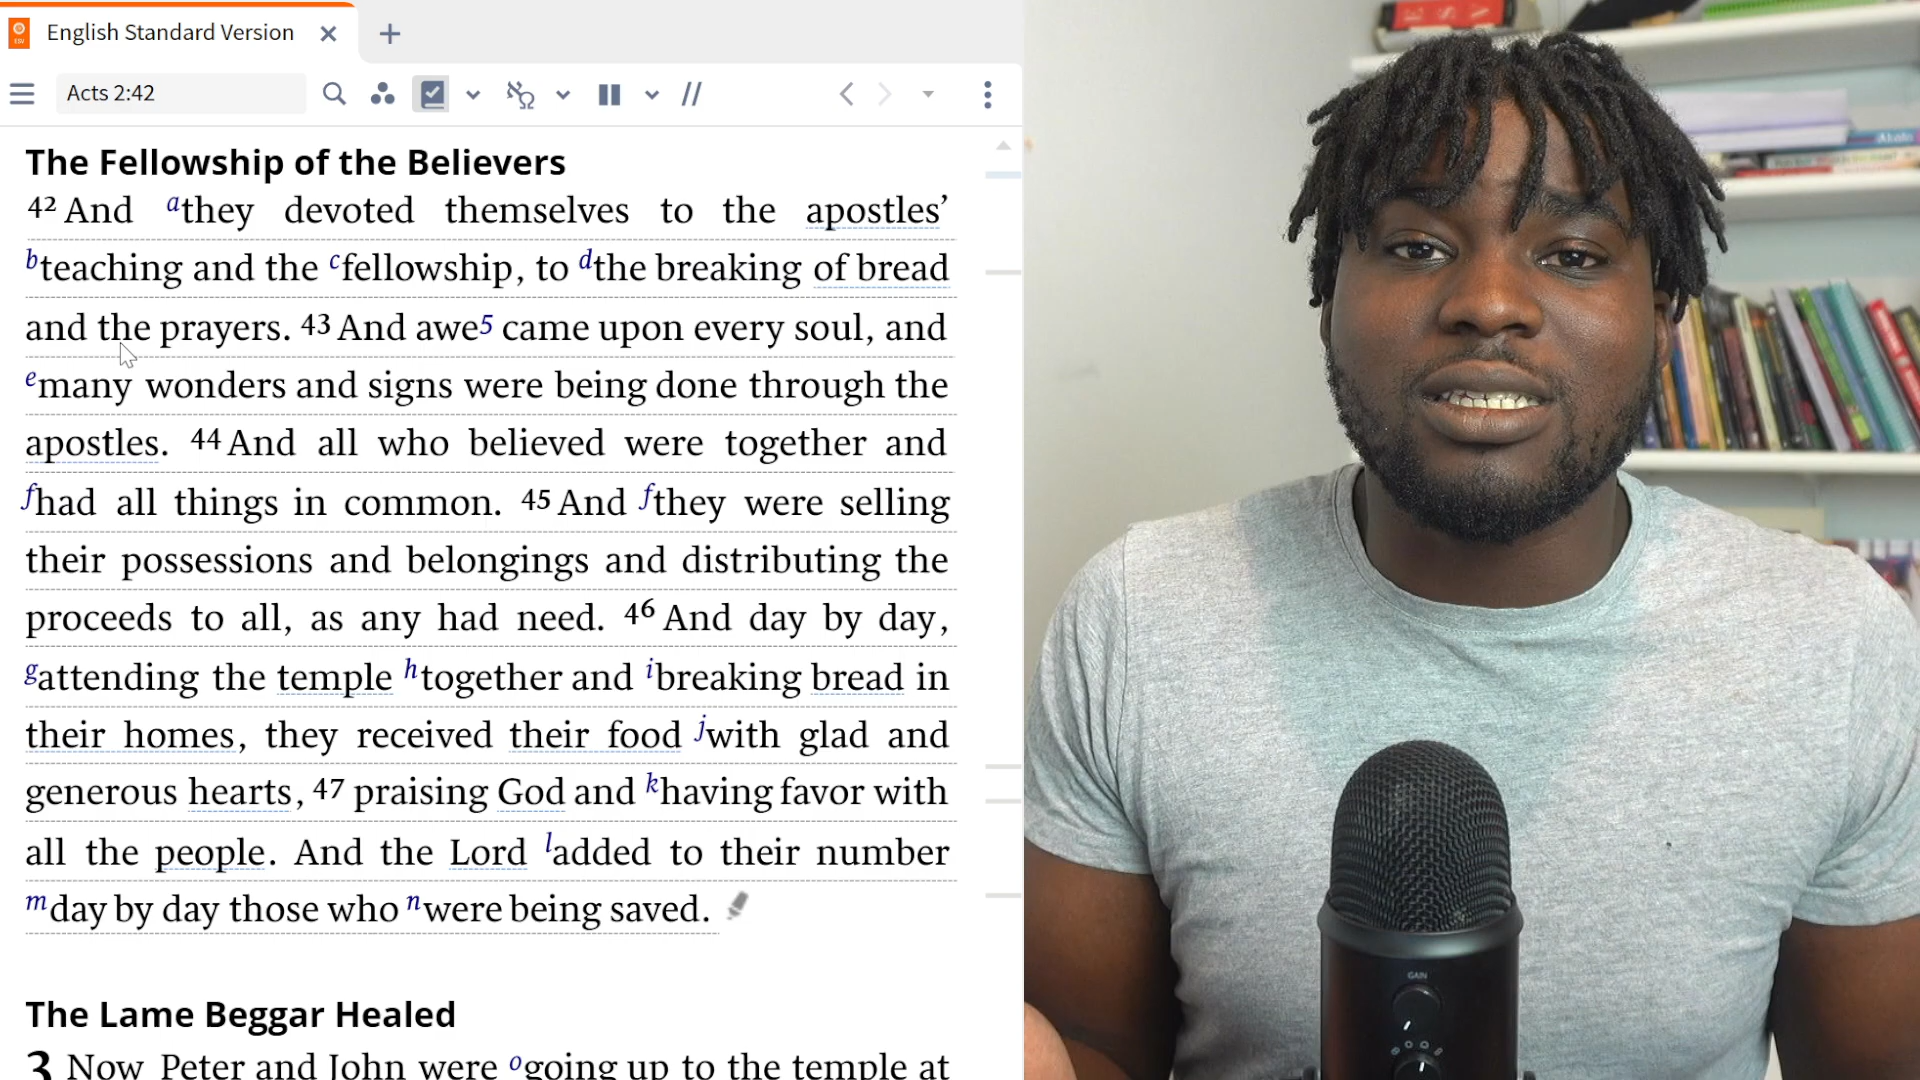 English Standard Version
Acts 2:42
The Fellowship of the Believers
42 And athey devoted themselves to the apostles’
bteaching and the cfellowship, to dthe breaking of bread
and the prayers. 43 And awe5 came upon every soul, and
emany wonders and signs were being done through the
apostles. 44 And all who believed were together and
fhad all things in common. 45 And fthey were selling
their possessions and belongings and distributing the
proceeds to all, as any had need. 46 And day by day,
gattending the temple htogether and ibreaking bread in
their homes, they received their food jwith glad and
generous hearts, 47 praising God and khaving favor with
all the people. And the Lord ladded to their number
mday by day those who nwere being saved.
The Lame Beggar Healed
3 Now Peter and John were ogoing up to the temple at
GAIN